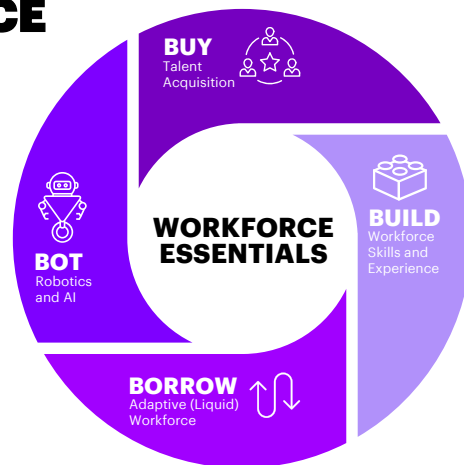 CE
BUY
Talent
Acquisition
BUILD
Workforce
Skills and
Experience
WORKFORCE
ESSENTIALS
BOT
Robotics
and AI
BORROW
Adaptive (Liquid)
Workforce